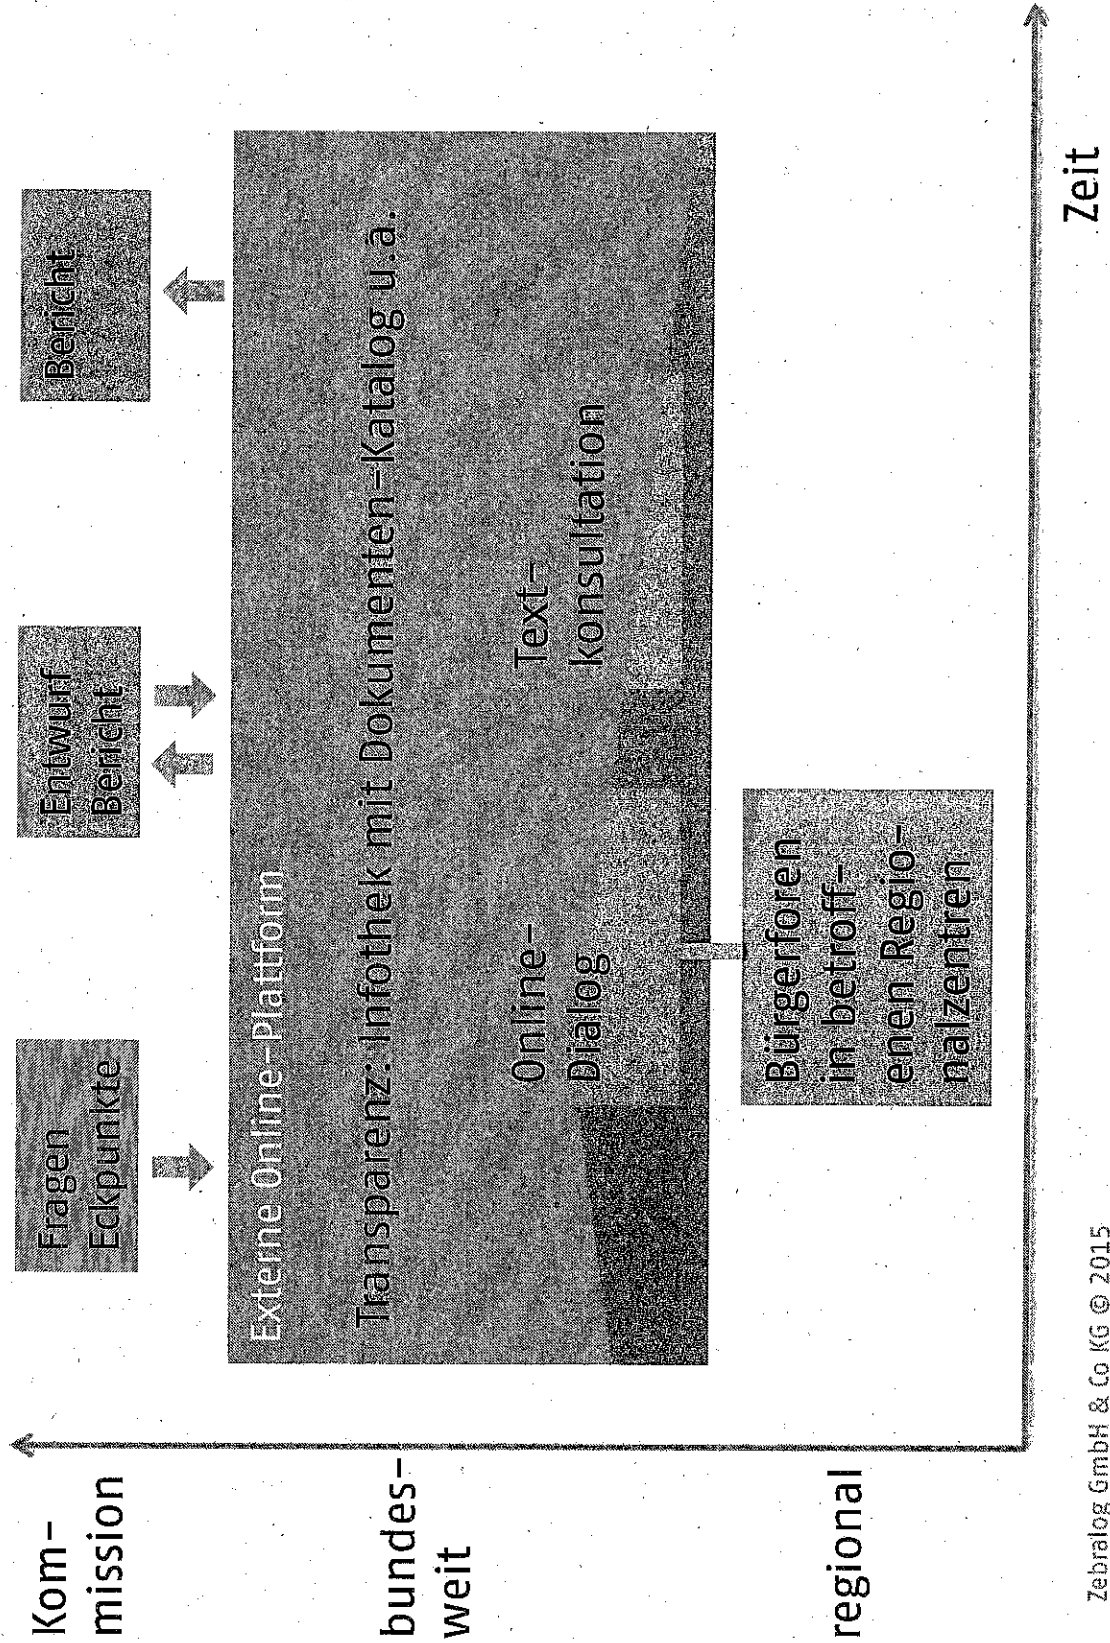 Kom-
mission
Fragen
Eckpunkte
Entwurf
Bericht
Bericht
bundes-
weit
Externe Online-Plattform
Transparenz: Infothek mit Dokumenten-Katalog u.a.
Online-
Dialog
Text-
konsultation
regional
Bürgerforen
in betroff-
enen Regio-
nalzentren
Zeit
Zebralog GmbH & Co KG © 2015